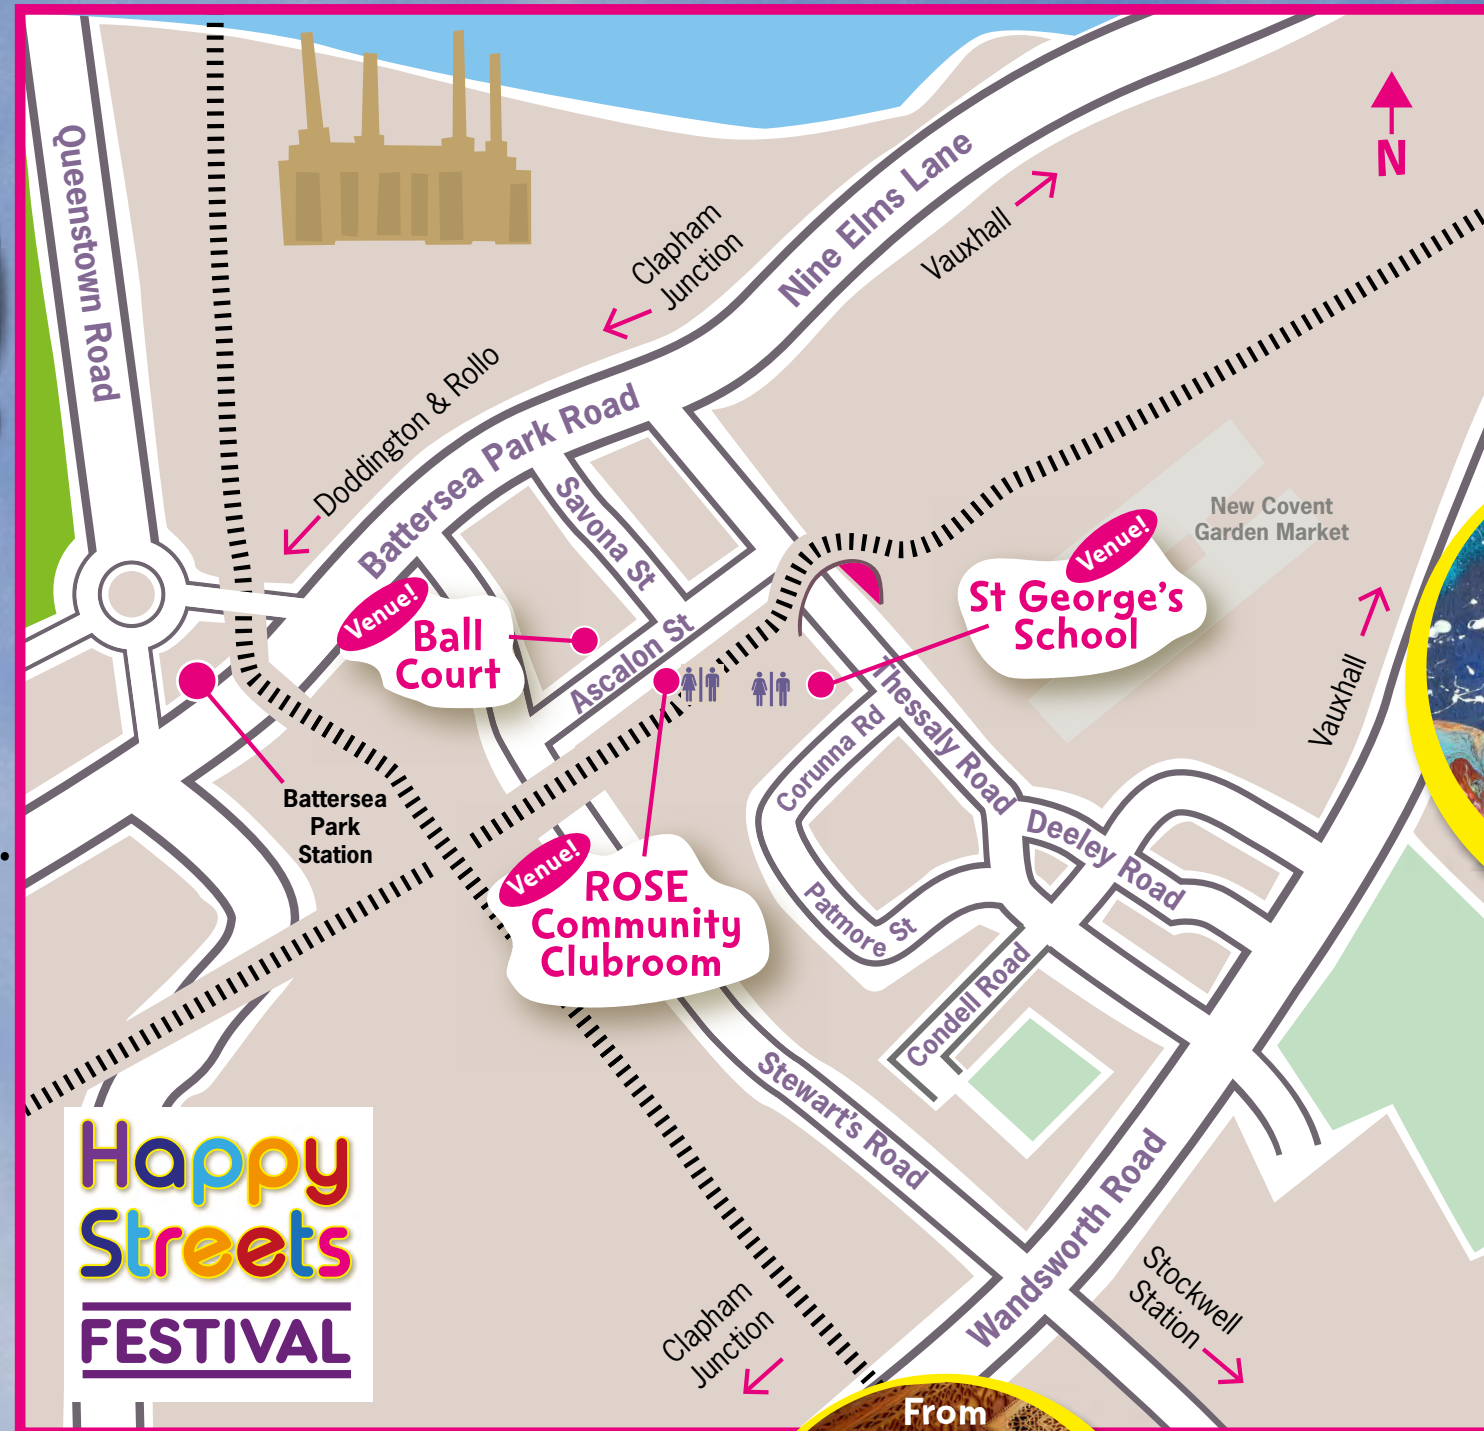 Queenstown Road
Nine Elms Lane
N
Vauxhall
Clapham
Junction
Doddington & Rollo
Battersea Park Road
Savona St
New Covent
Garden Market
Venue!
St George's
School
Venue!
Ball
Court
Ascalon St
Thessaly Road
Vauxhall
Corunna Rd
Battersea
Park
Station
Deeley Road
Venue!
ROSE
Community
Clubroom
Patmore St
Condell Road
Stewart's Road
Wandsworth Road
Happy
Streets
FESTIVAL
Stockwell
Station
Clapham
Junction
From